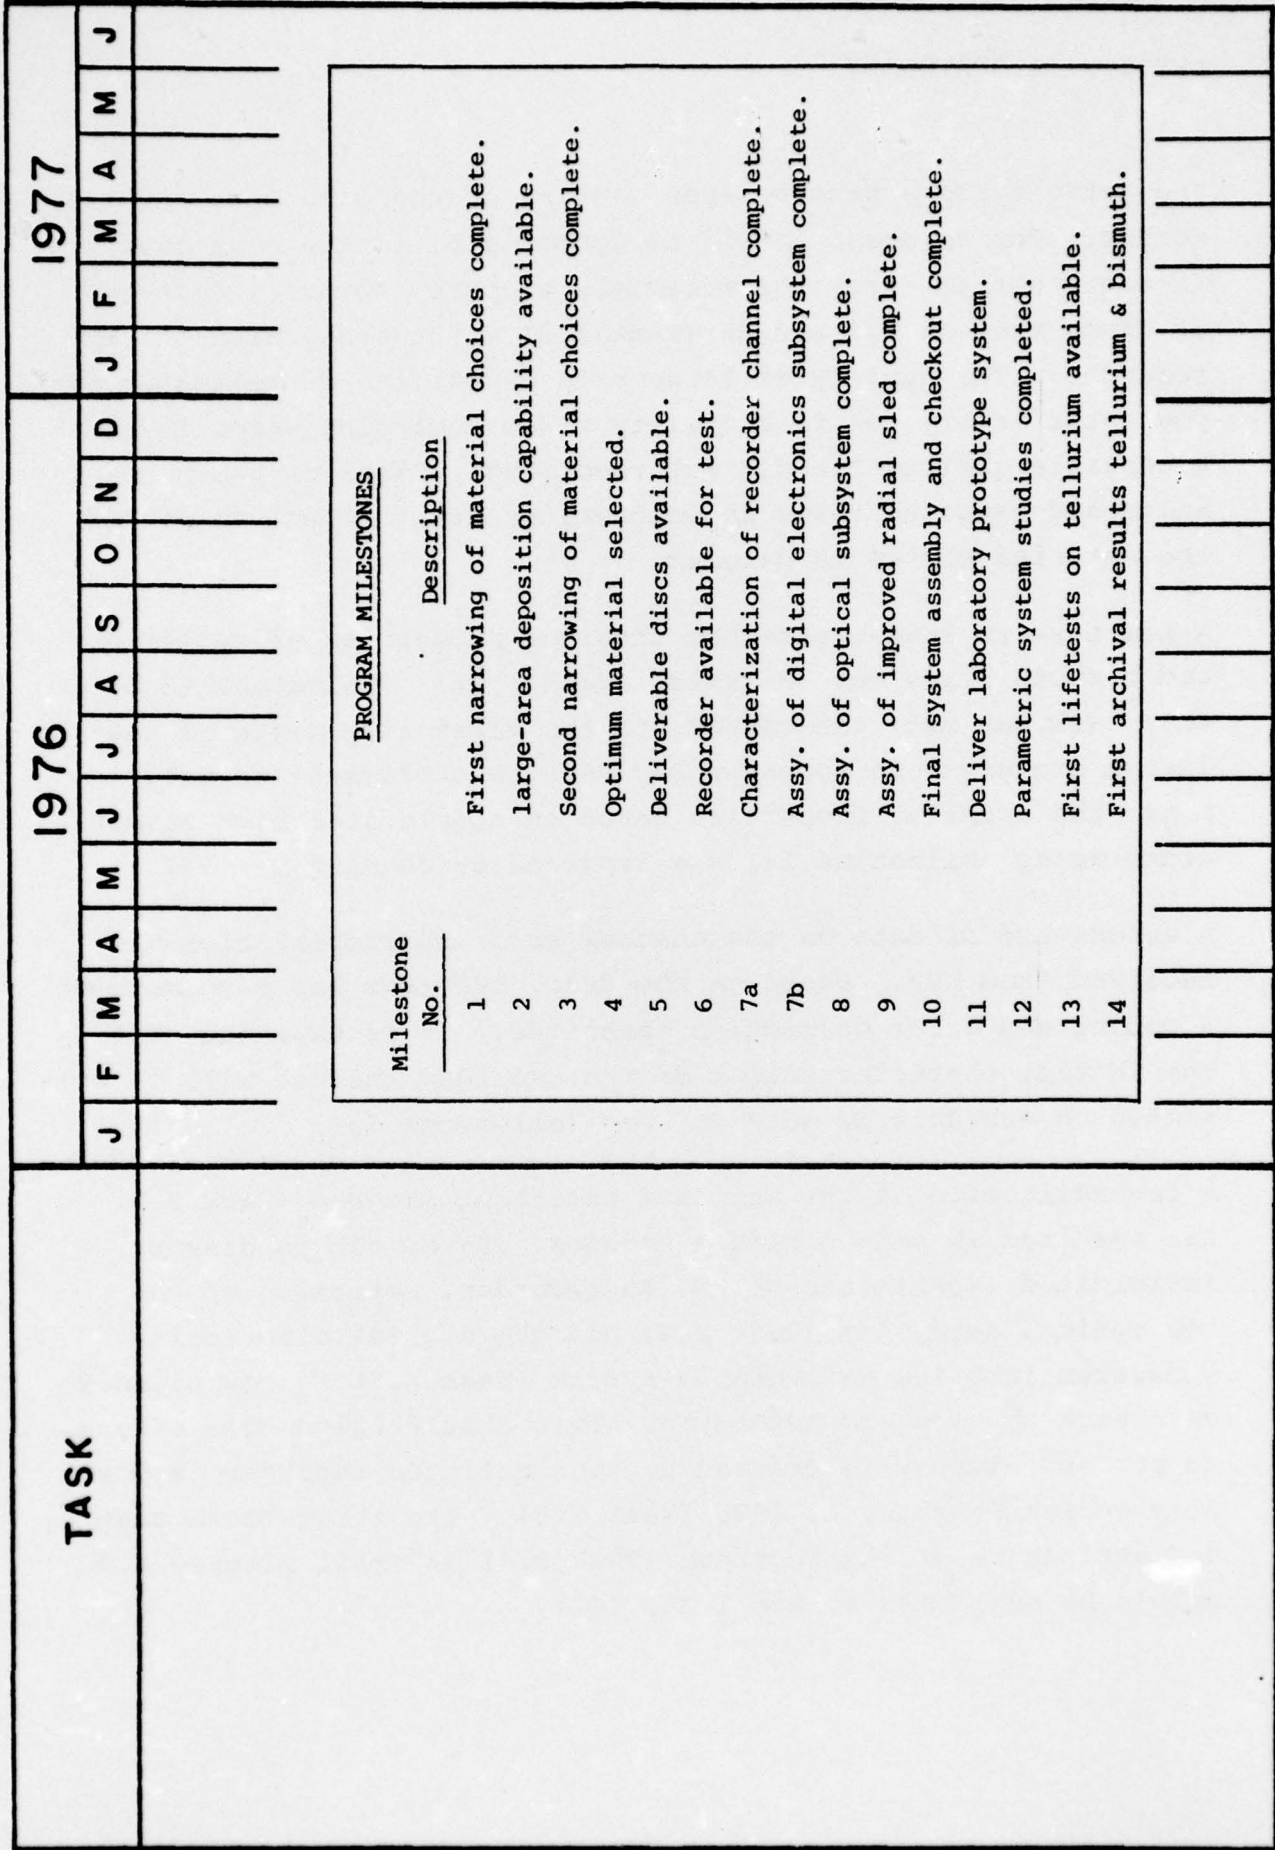 TASK
1976 1977
J F M A M J J A S O N D J F M A M J
PROGRAM MILESTONES
Milestone
No. Description
1 First narrowing of material choices complete.
2 large-area deposition capability available.
3 Second narrowing of material choices complete.
4 Optimum material selected.
5 Deliverable discs available.
6 Recorder available for test.
7a Characterization of recorder channel complete.
7b Assy. of digital electronics subsystem complete.
8 Assy. of optical subsystem complete.
9 Assy. of improved radial sled complete.
10 Final system assembly and checkout complete.
11 Deliver laboratory prototype system.
12 Parametric system studies completed.
13 First lifetests on tellurium available.
14 First archival results tellurium & bismuth.